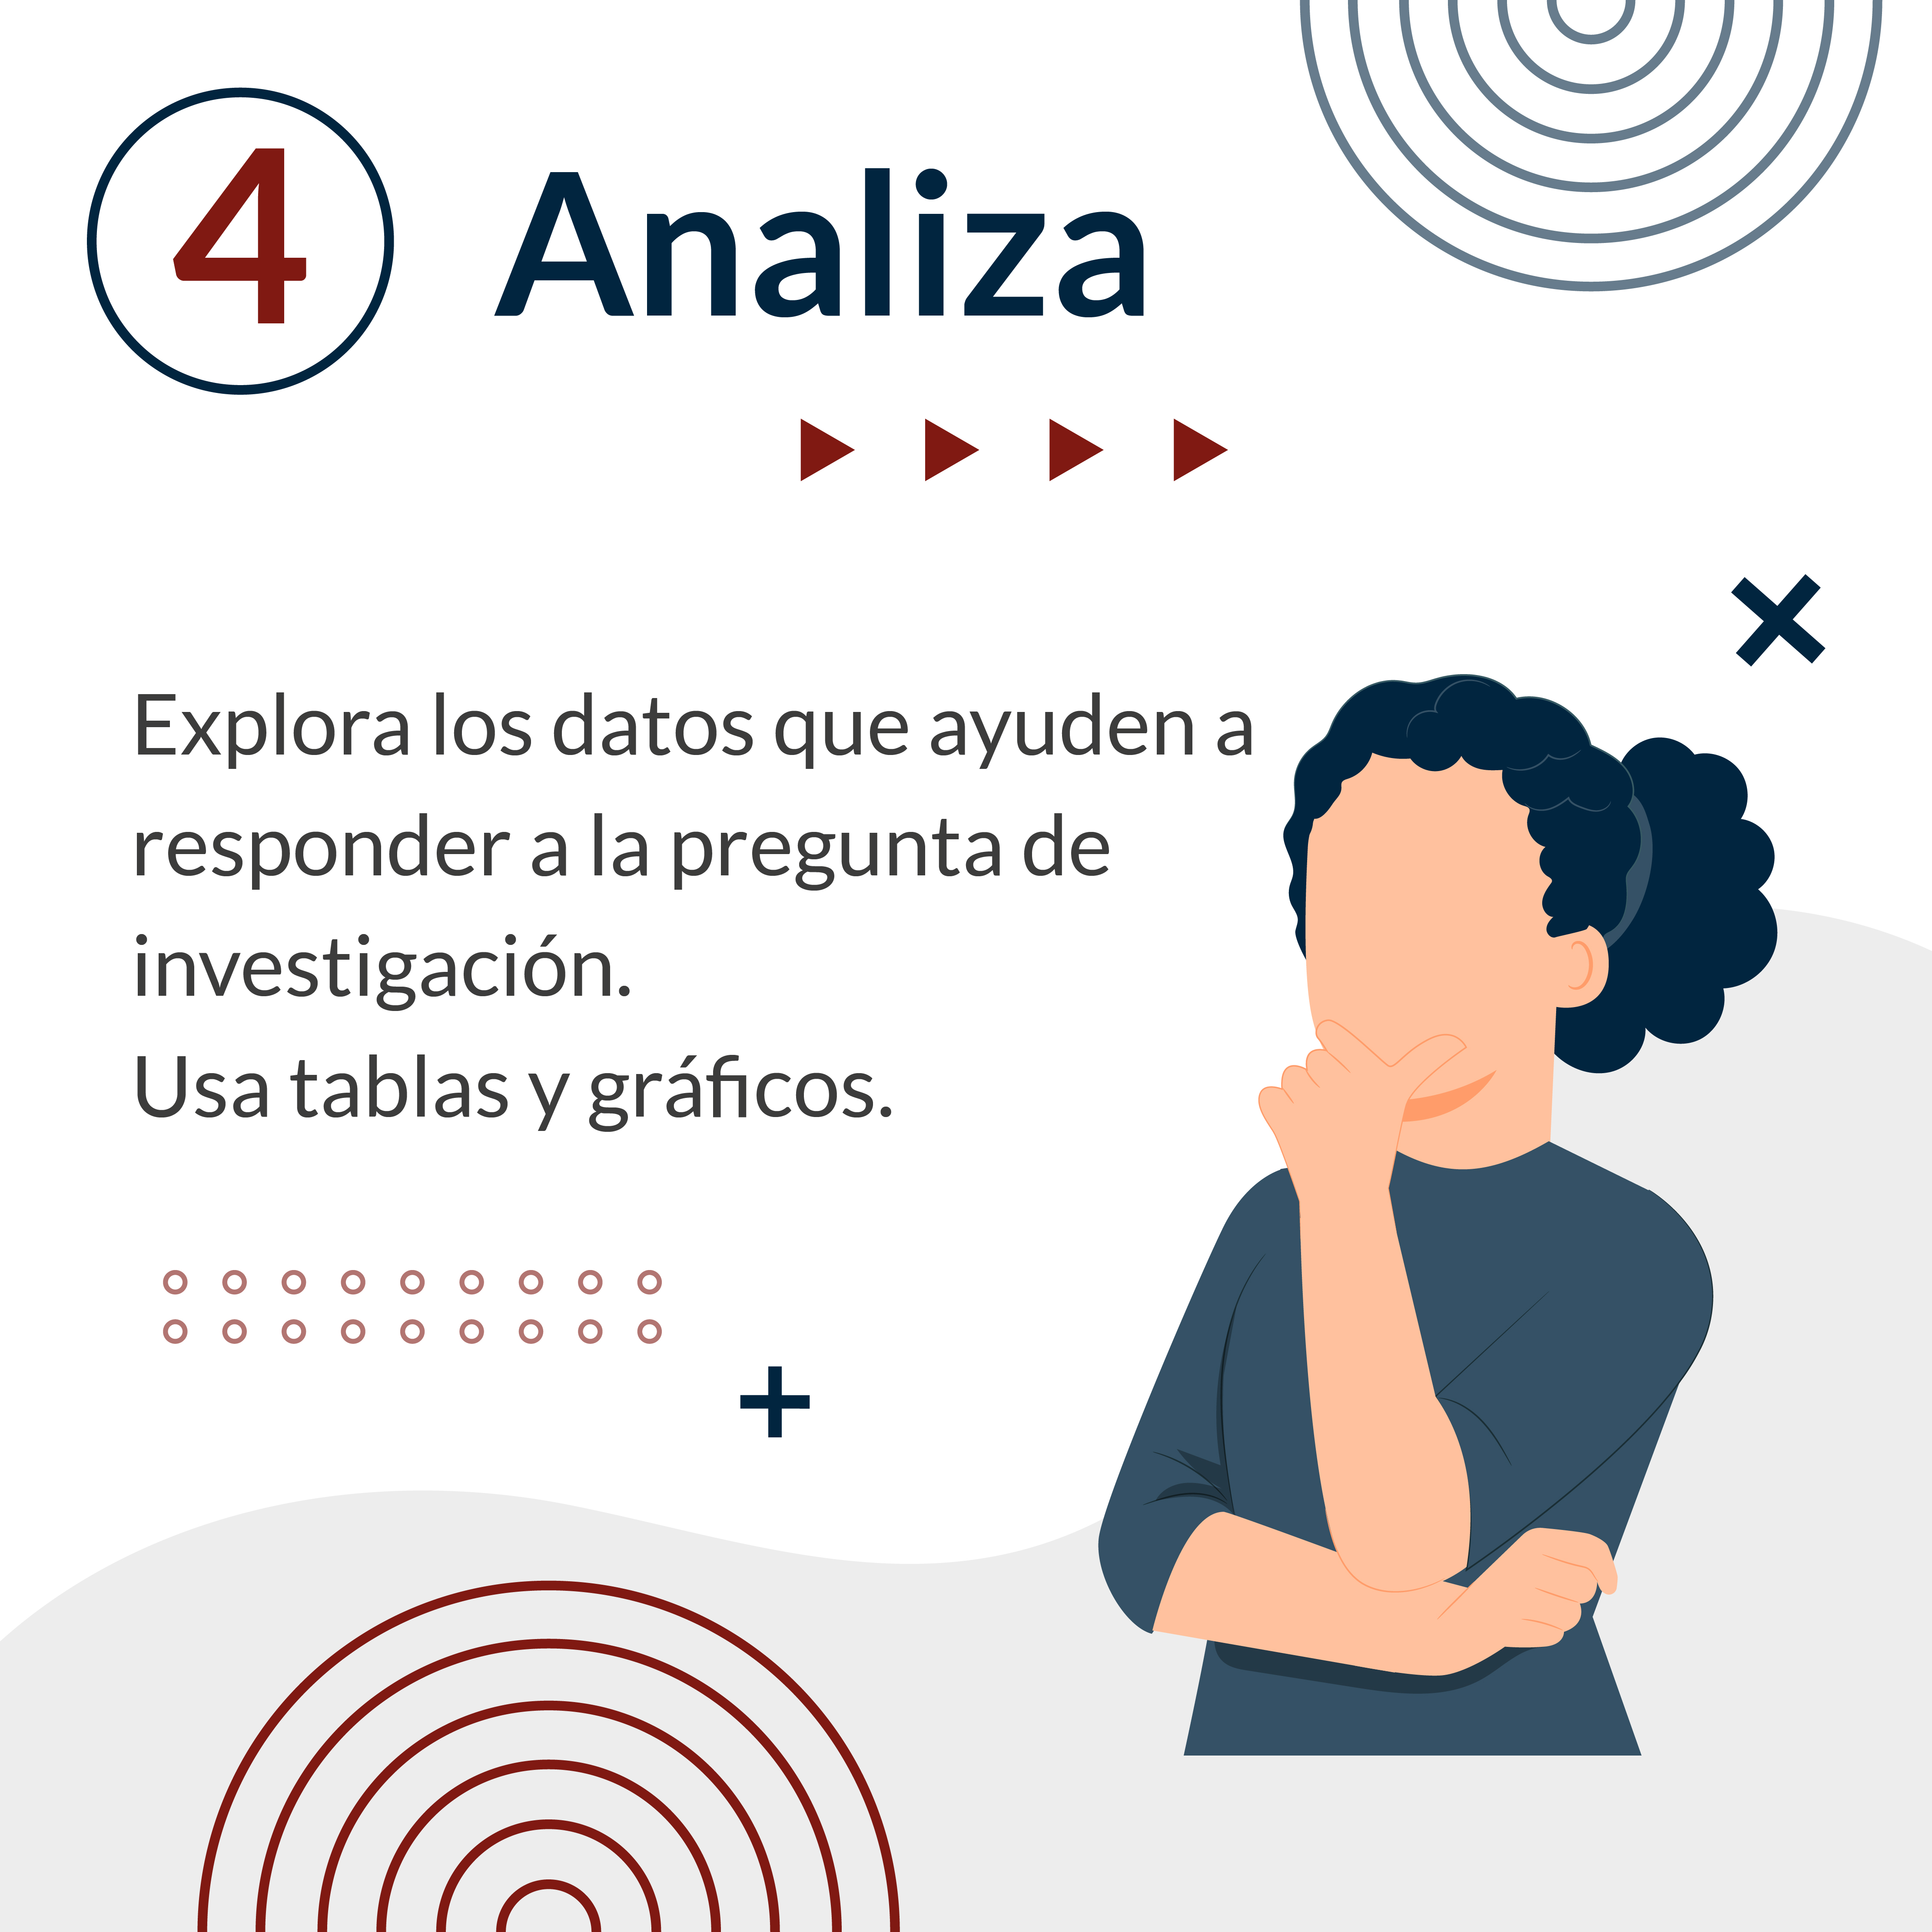 4
Analiza
Explora los datos que ayuden a
responder a la pregunta de
investigación.
Usa tablas y gráficos.